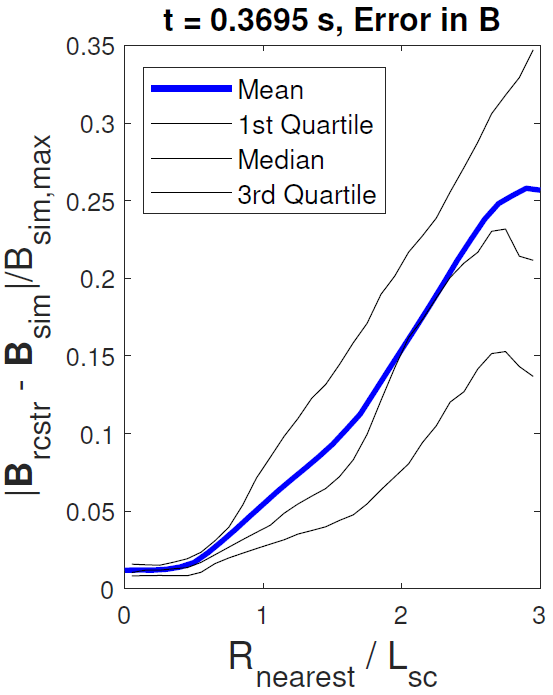 t = 0.3695 s, Error in B
0.35
0.3
0.25
0.2
0.15
0.1
0.05
0
|B_rcstr - B_sim|/B_sim,max
Mean
1st Quartile
Median
3rd Quartile
0 1 2 3
R_nearest / L_sc